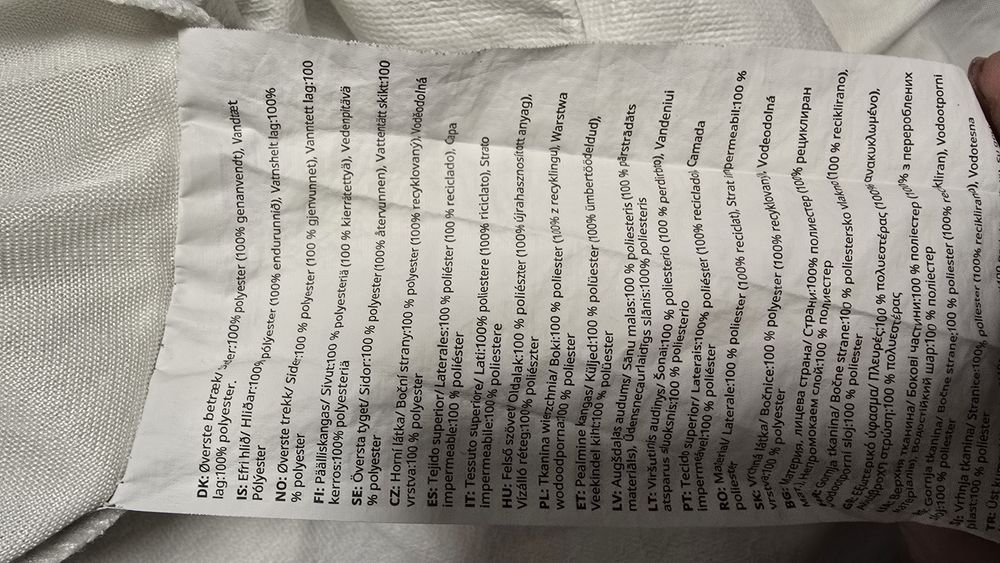 DK: Øverste betræk/ Sider:100% polyester (100% genanvendt), Vandtæt
lag:100% polyester.
IS: Efri hlið/ Hliðar:100% pólýester (100% endurunnið), Vatnshelt lag:100%
Pólýester
NO: Øverste trekk/ Sider:100 % polyester (100 % gjenvunnet), Vanntett lag:100
% polyester
FI: Päälliskangas/ Sivut:100 % polyesteriä (100 % kierrätettyä), Vedenpitävä
kerros:100% polyesteriä
SE: Översta tyget/ Sidor:100 % polyester (100% återvunnen), Vattentätt skikt:100
% polyester
CZ: Horní látka/ Boční strany:100 % polyester (100% recyklovaný), Voděodolná
vrstva:100 % polyester
ES: Tejido superior/ Laterales:100 % poliéster (100 % reciclado), Capa
impermeable:100 % poliéster
IT: Tessuto superiore/ Lati:100% poliestere (100% riciclato), Strato
impermeabile:100% poliestere
HU: Felső szövet/ Oldalak:100 % poliészter (100% újrahasznosított anyag),
Vízálló réteg:100% poliészter
PL: Tkanina wierzchnia/ Boki:100 % poliester (100% z recyklingu), Warstwa
wodoodporna:100% poliester
ET: Pealmine kangas/ Küljed:100 % polüester (100% ümbertöödeldud),
Veekindel kiht:100% polüester
LV: Augšdaļas audums/ Sānu malas:100 % poliesteris (100 % pārstrādāts
materiāls), Ūdensnecaurlaidīgs slānis:100% poliesteris
LT: Viršutinis audinys/ Šonai:100 % poliesterio (100 % perdirbto), Vandeniui
atsparus sluoksnis:100 % poliesterio
PT: Tecido superior/ Laterais:100% poliéster (100% reciclado) Camada
impermeável:100 % poliéster
RO: Material/ Laterale:100 % poliester (100% reciclat), Strat impermeabil:100 %
poliester
SK: Vrchná látka/ Bočnice:100 % polyester (100% recyklovaný), Vodeodolná
vrstva:100 % polyester
BG: Материя, лицева страна/ Страни:100% полиестер (100% рециклиран
Непромокаем слой:100 % полиестер
HR: Gornja tkanina/ Bočne strane:100 % poliestersko vlakno (100 % reciklirano),
Vodootporni sloj:100 % poliester
GR: Εξωτερικό ύφασμα/ Πλευρές:100 % πολυεστέρας (100% ανακυκλωμένο),
Αδιάβροχη στρώση:100 % πολυεστέρας
Верхня тканина/ Бокові частини:100 % поліестер (100% з перероблених
матеріалів), Водостійкий шар:100 % поліестер
Gornja tkanina/ Bočne strane:100 % poliester (100% recikliran), Vodootporni
sloj:100 % poliester
SI: Vrhnja tkanina/ Stranice:100% poliester (100% recikliran), Vodotesna
plast:100 % poliester
TR: Üst